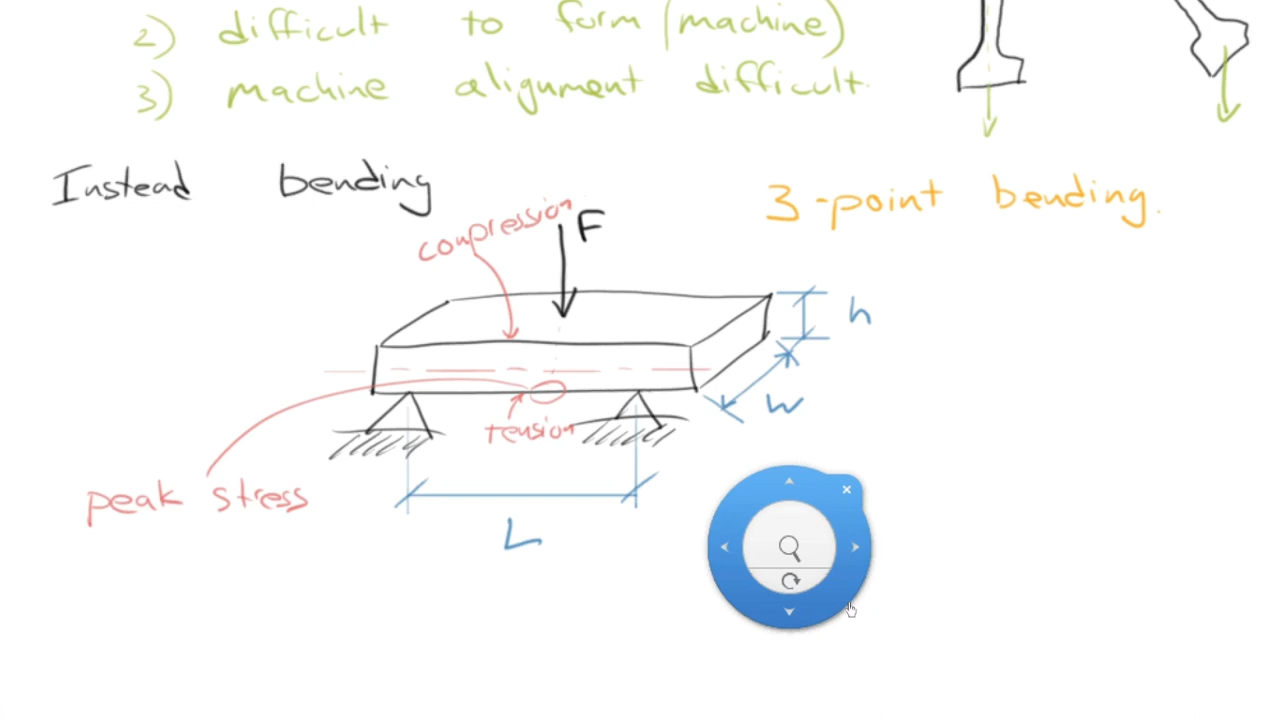 2) difficult to form (machine)
3) machine alignment difficult.
Instead bending
3-point bending.
compression
F
h
w
tension
peak stress
L